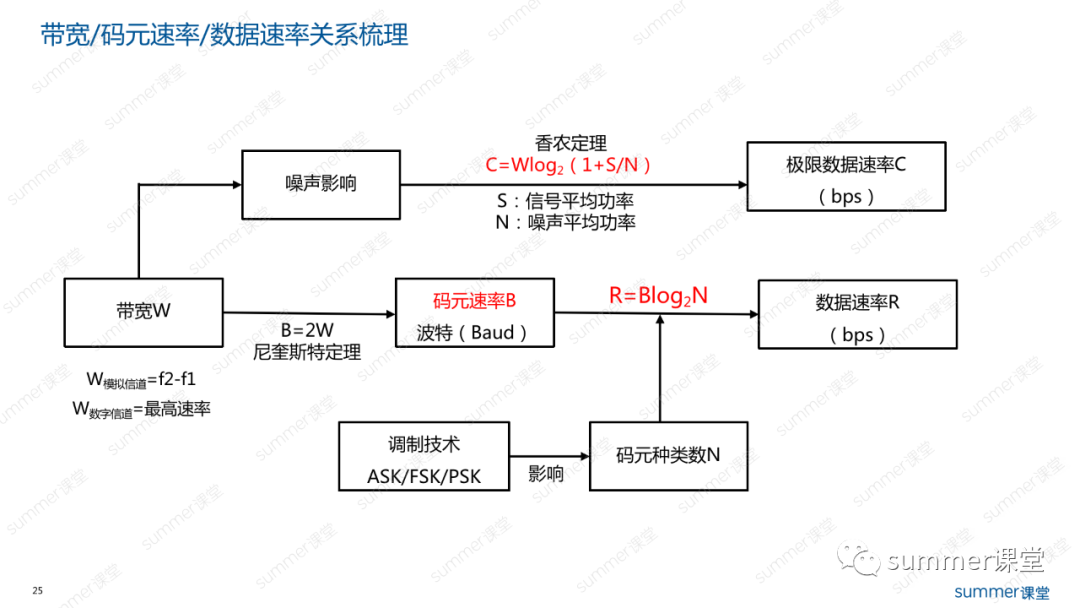 带宽/码元速率/数据速率关系梳理
香农定理
C=Wlog₂（1+S/N）
噪声影响
极限数据速率C
（bps）
S：信号平均功率
N：噪声平均功率
带宽W
码元速率B
波特（Baud）
R=Blog₂N
数据速率R
（bps）
B=2W
尼奎斯特定理
W模拟信道=f2-f1
W数字信道=最高速率
调制技术
ASK/FSK/PSK
影响
码元种类数N
summer课堂
25
summer课堂